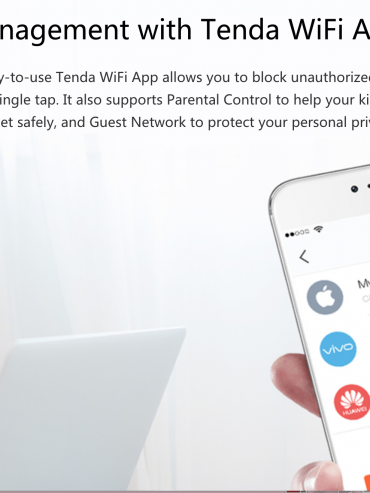 nagement with Tenda WiFi A
y-to-use Tenda WiFi App allows you to block unauthorized
ingle tap. It also supports Parental Control to help your ki
et safely, and Guest Network to protect your personal priv
My
vivo
HUAWEI